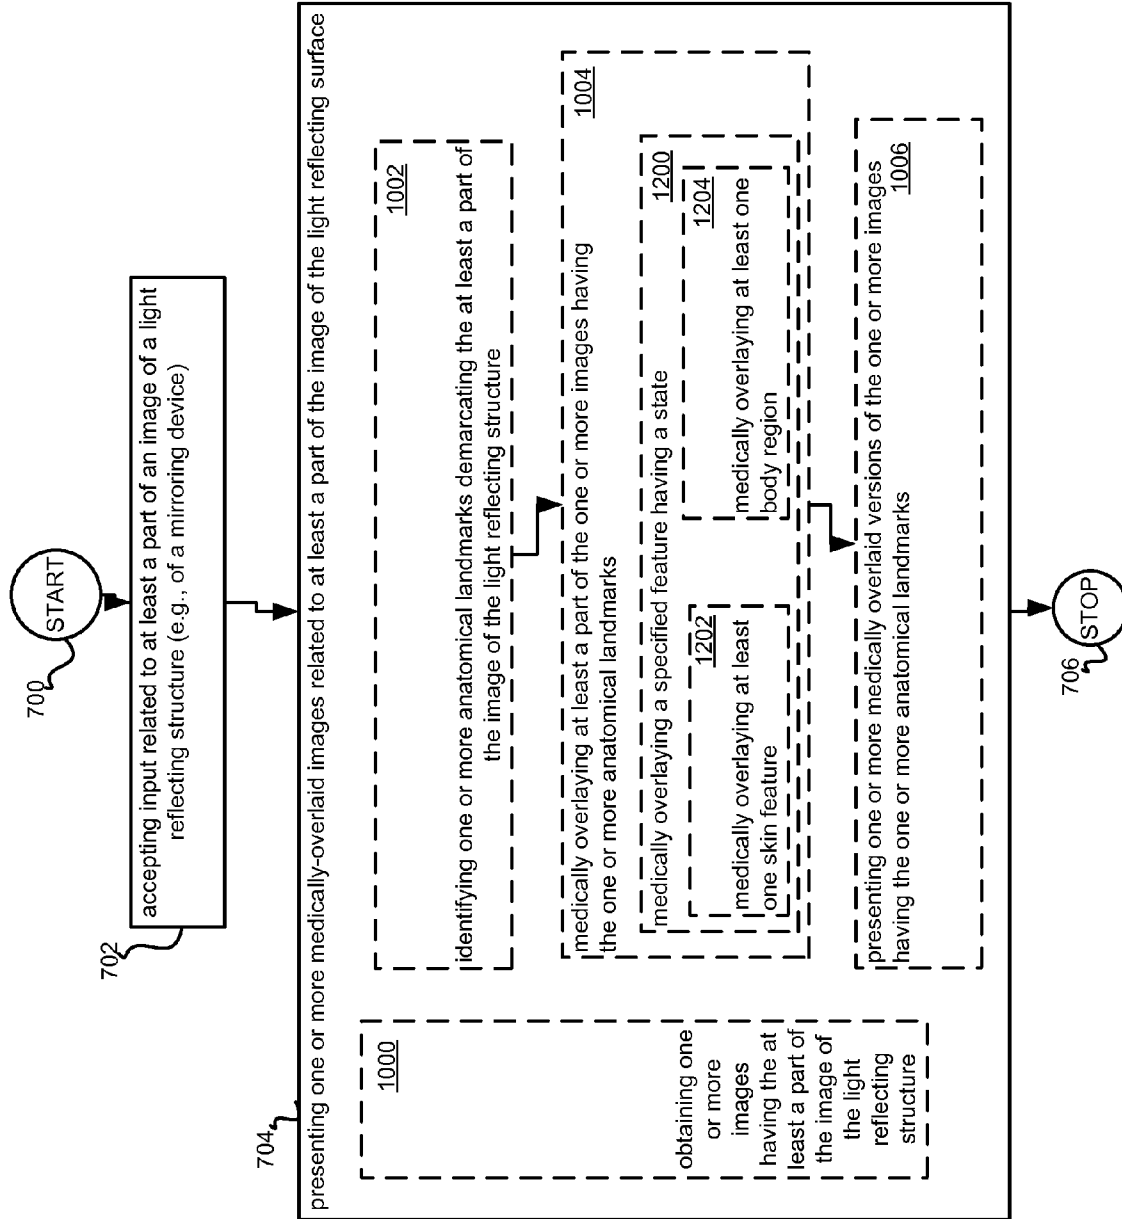 START
700
accepting input related to at least a part of an image of a light
reflecting structure (e.g., of a mirroring device)
702
704
presenting one or more medically-overlaid images related to at least a part of the image of the light reflecting surface
1000
obtaining one
or more
images
having the at
least a part of
the image of
the light
reflecting
structure
1002
identifying one or more anatomical landmarks demarcating the at least a part of
the image of the light reflecting structure
1004
medically overlaying at least a part of the one or more images having
the one or more anatomical landmarks
1200
medically overlaying a specified feature having a state
1202
medically overlaying at least
one skin feature
1204
medically overlaying at least one
body region
1006
presenting one or more medically overlaid versions of the one or more images
having the one or more anatomical landmarks
STOP
706